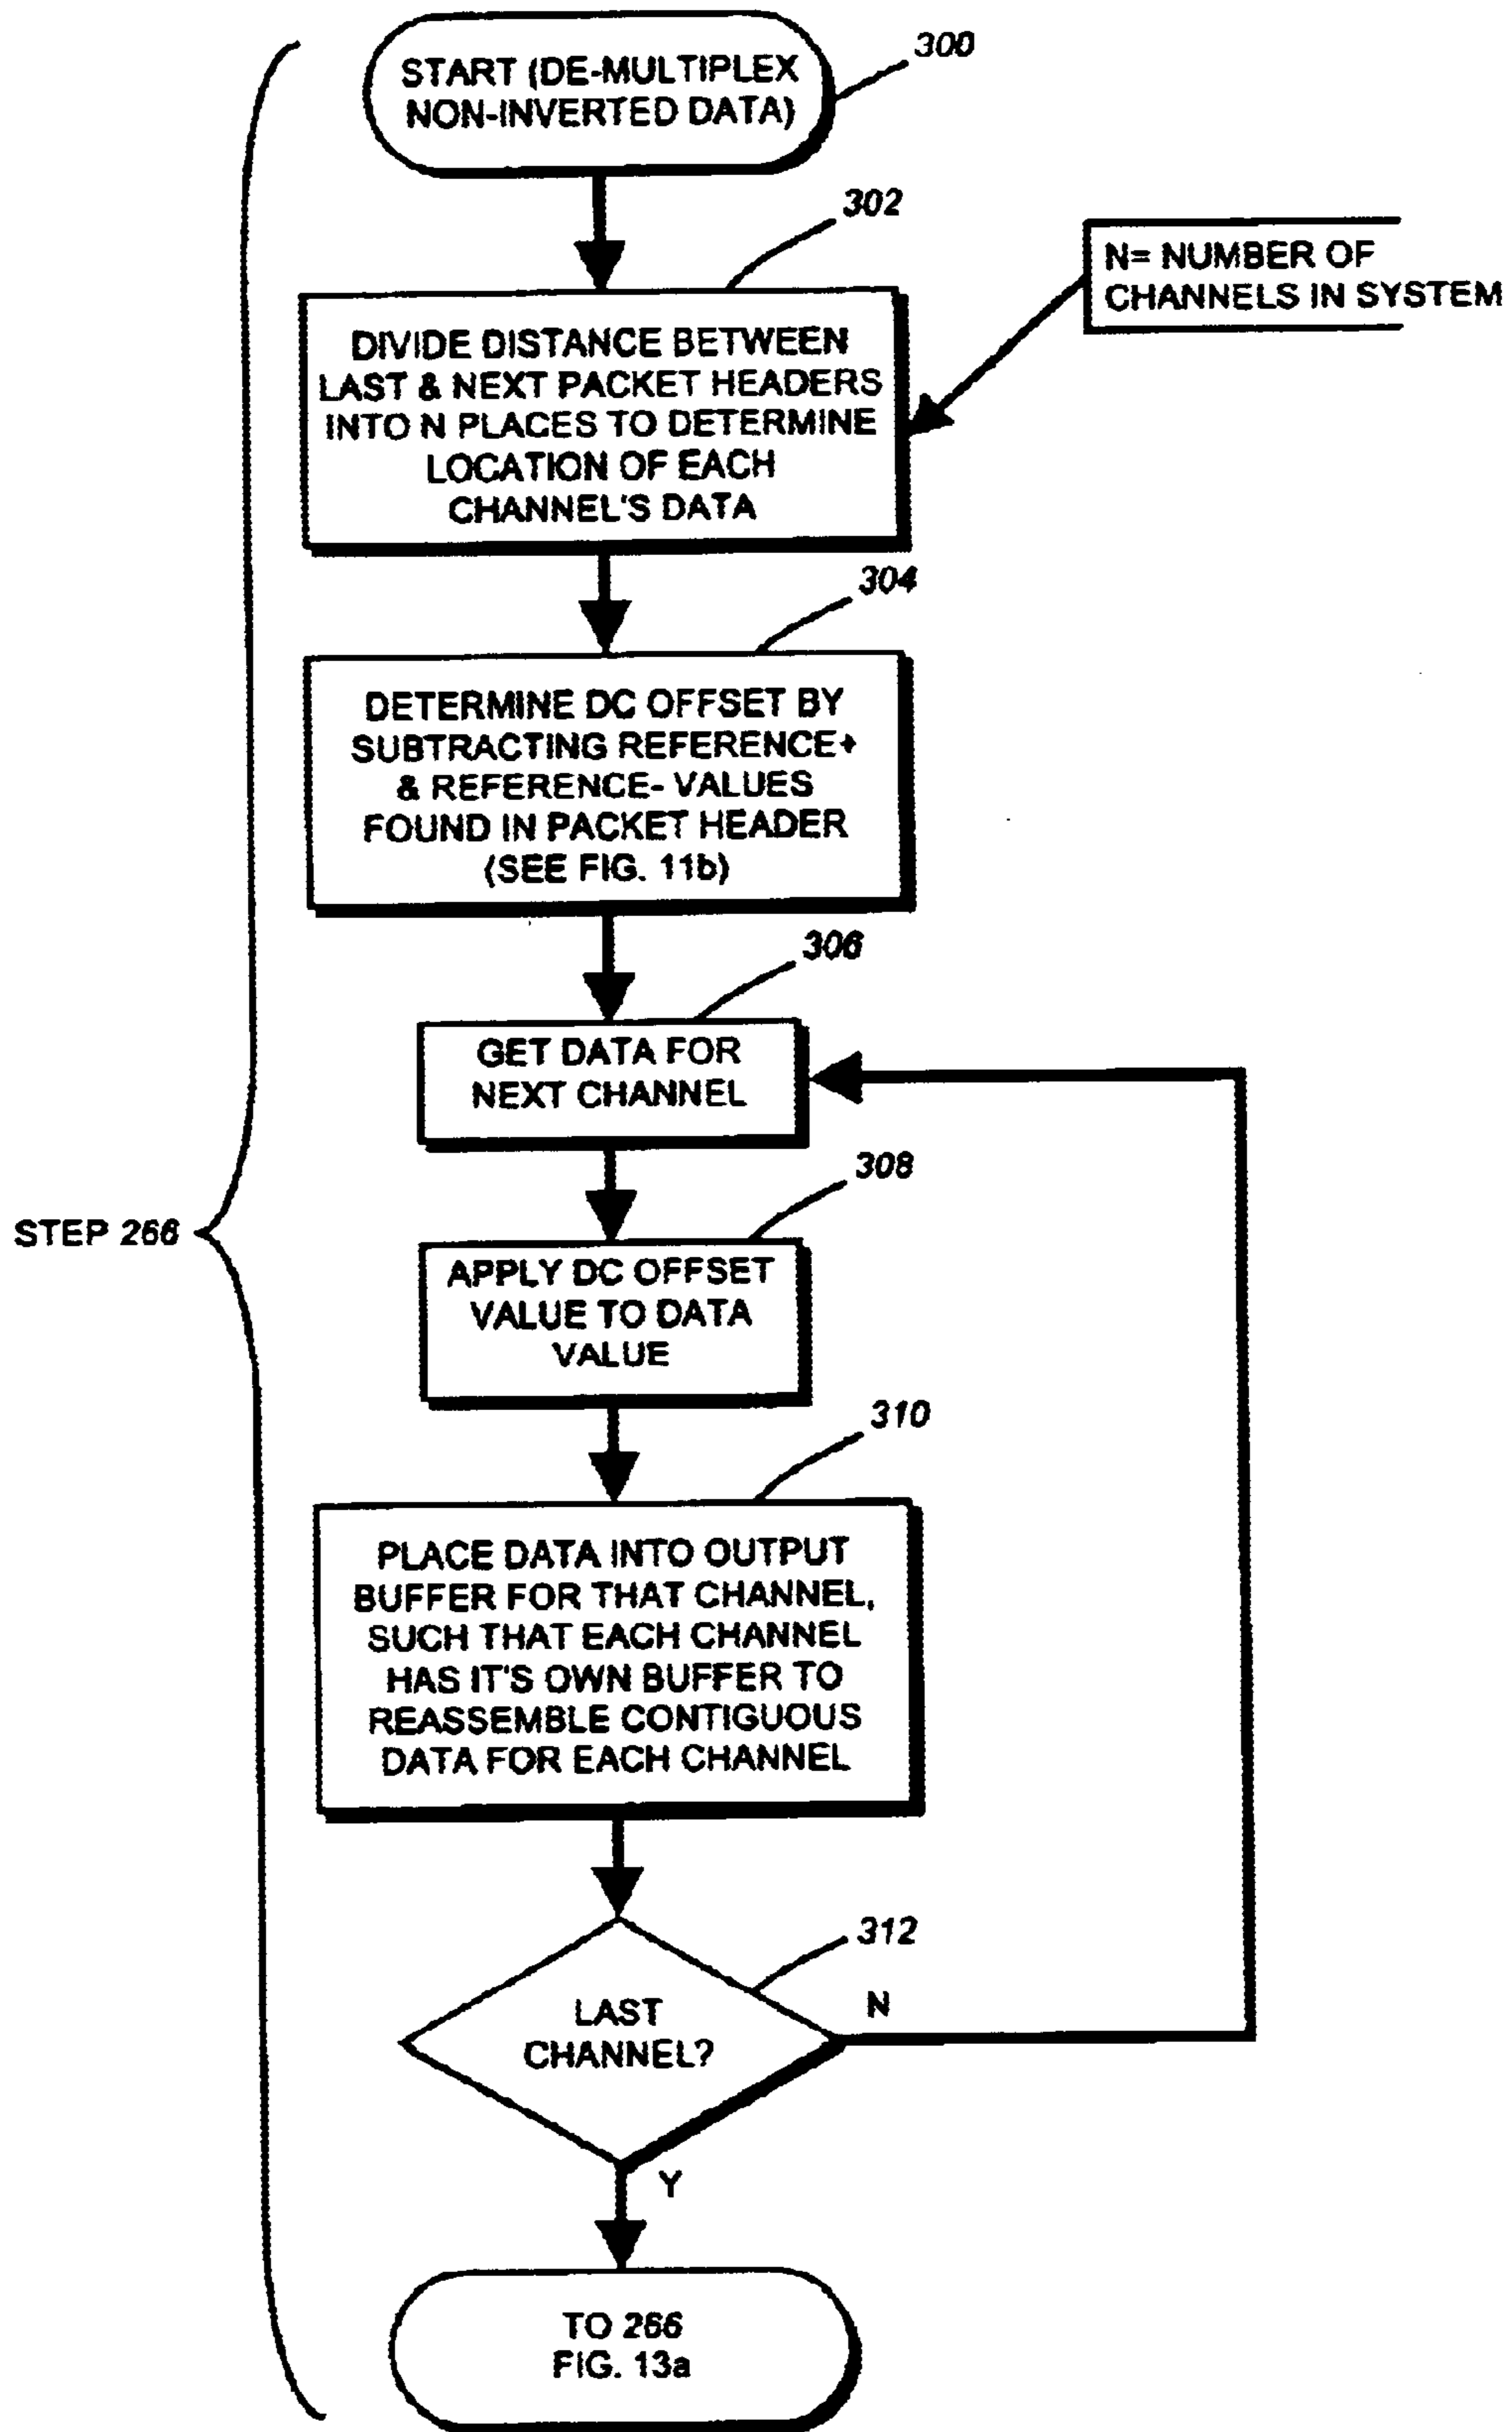 START (DE-MULTIPLEX
NON-INVERTED DATA)
300
302
N= NUMBER OF
CHANNELS IN SYSTEM
DIVIDE DISTANCE BETWEEN
LAST & NEXT PACKET HEADERS
INTO N PLACES TO DETERMINE
LOCATION OF EACH
CHANNEL'S DATA
304
DETERMINE DC OFFSET BY
SUBTRACTING REFERENCE+
& REFERENCE- VALUES
FOUND IN PACKET HEADER
(SEE FIG. 11b)
306
GET DATA FOR
NEXT CHANNEL
308
STEP 266
APPLY DC OFFSET
VALUE TO DATA
VALUE
310
PLACE DATA INTO OUTPUT
BUFFER FOR THAT CHANNEL,
SUCH THAT EACH CHANNEL
HAS IT'S OWN BUFFER TO
REASSEMBLE CONTIGUOUS
DATA FOR EACH CHANNEL
312
LAST
CHANNEL?
N
Y
TO 266
FIG. 13a